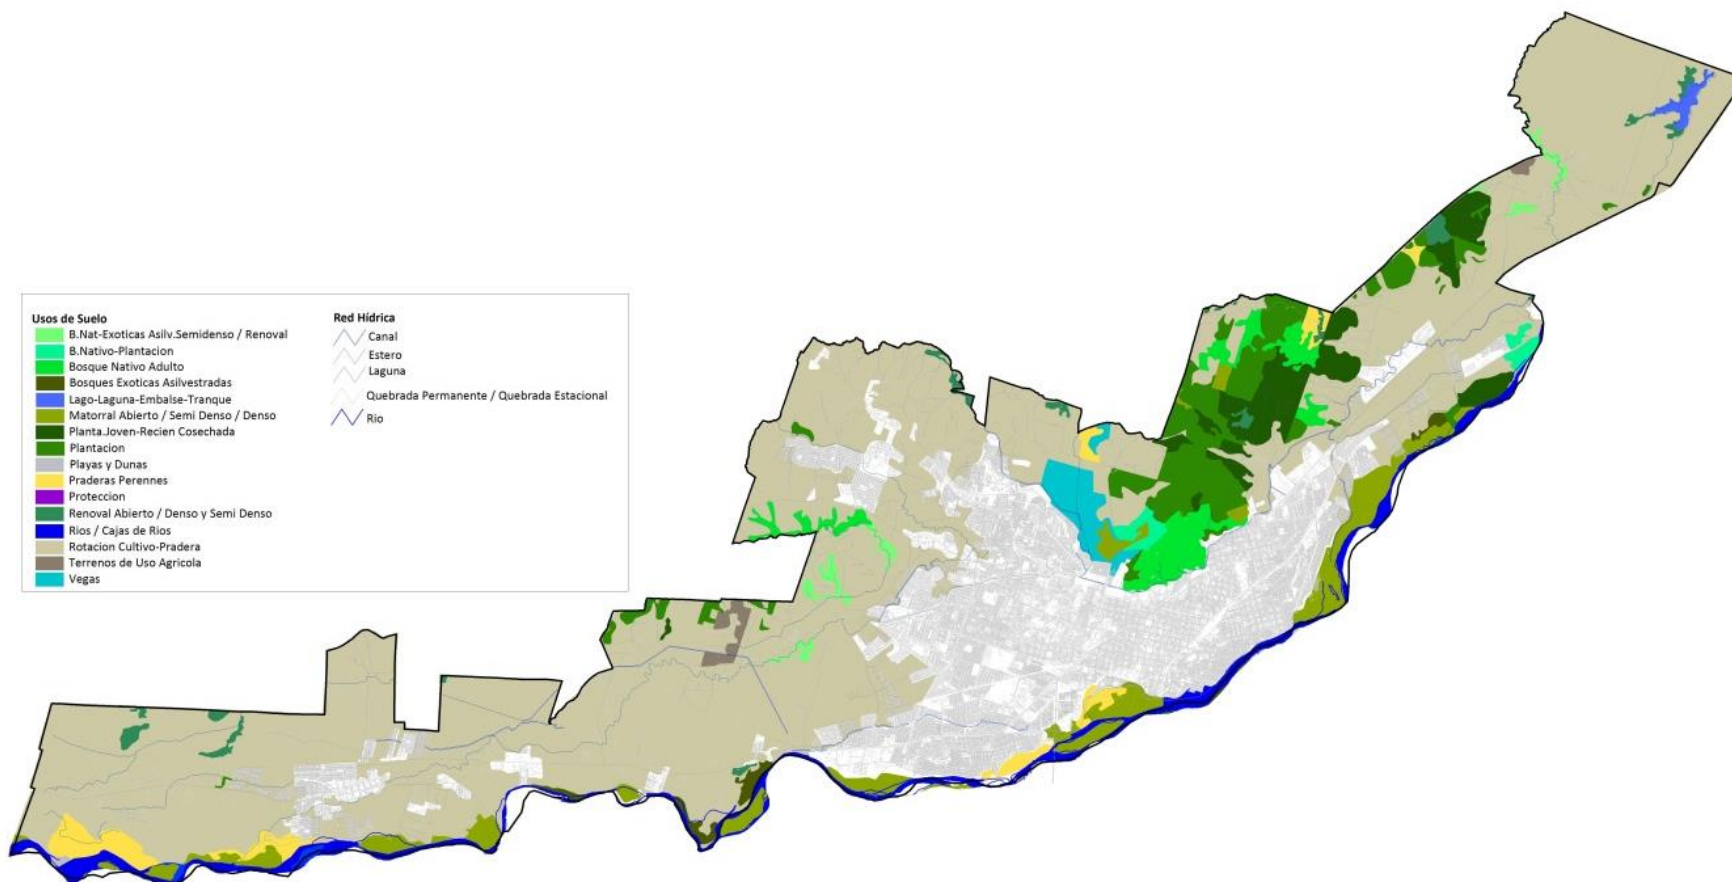 Usos de Suelo
B.Nat-Exoticas Asilv.Semidenso / Renoval
B.Nativo-Plantacion
Bosque Nativo Adulto
Bosques Exoticas Asilvestradas
Lago-Laguna-Embalse-Tranque
Matorral Abierto / Semi Denso / Denso
Planta.Joven-Recien Cosechada
Plantacion
Playas y Dunas
Praderas Perennes
Proteccion
Renoval Abierto / Denso y Semi Denso
Rios / Cajas de Rios
Rotacion Cultivo-Pradera
Terrenos de Uso Agricola
Vegas
Red Hídrica
Canal
Estero
Laguna
Quebrada Permanente / Quebrada Estacional
Rio